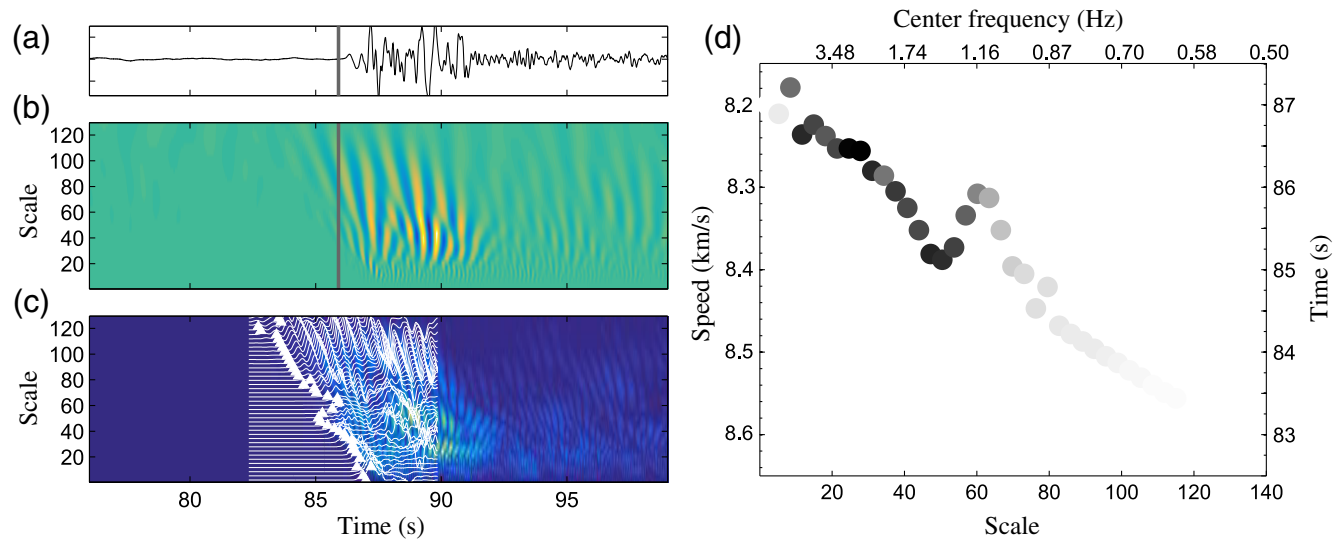 (a)
(b)
Scale
120
100
80
60
40
20
(c)
Scale
120
100
80
60
40
20
80
85
90
95
Time (s)
(d)
Center frequency (Hz)
3.48 1.74 1.16 0.87 0.70 0.58 0.50
Speed (km/s)
8.2
8.3
8.4
8.5
8.6
87
86
85
84
83
Time (s)
20 40 60 80 100 120 140
Scale